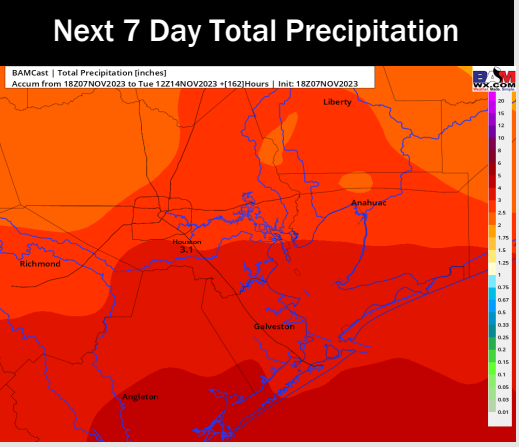 Next 7 Day Total Precipitation
BAMCast | Total Precipitation [inches]
Accum from 18Z07NOV2023 to Tue 12Z14NOV2023 +[162]Hours | Init: 18Z07NOV2023
BAM
WX.COM
Liberty
Anahuac
Houston
3.1
Richmond
Galveston
Angleton
20
15
12
10
8
6
5
4
3
2.5
2
1.75
1.5
1.25
1
0.75
0.67
0.5
0.33
0.25
0.2
0.15
0.1
0.05
0.03
0.01